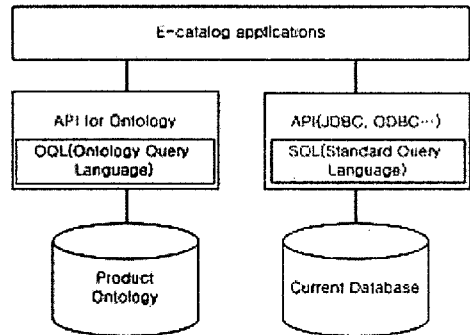 E-catalog applications
API for Ontology
OQL(Ontology Query
Language)
API(JDBC, ODBC…)
SQL(Standard Query
Language)
Product
Ontology
Current Database